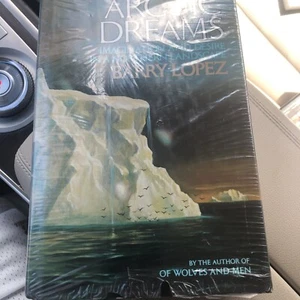 ARCTIC
DREAMS
BARRY LOPEZ
BY THE AUTHOR OF
OF WOLVES AND MEN